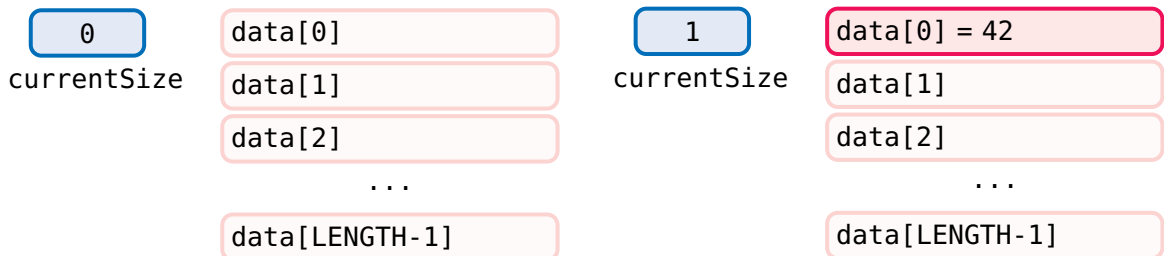 0
currentSize
data[0]
data[1]
data[2]
...
data[LENGTH-1]
1
currentSize
data[0] = 42
data[1]
data[2]
...
data[LENGTH-1]